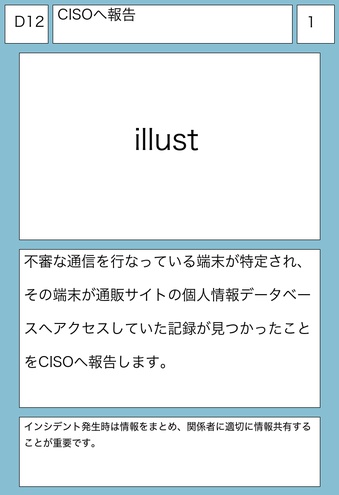 D12
CISOへ報告
1
illust
不審な通信を行なっている端末が特定され、
その端末が通販サイトの個人情報データベー
スへアクセスしていた記録が見つかったこと
をCISOへ報告します。
インシデント発生時は情報をまとめ、関係者に適切に情報共有する
ことが重要です。